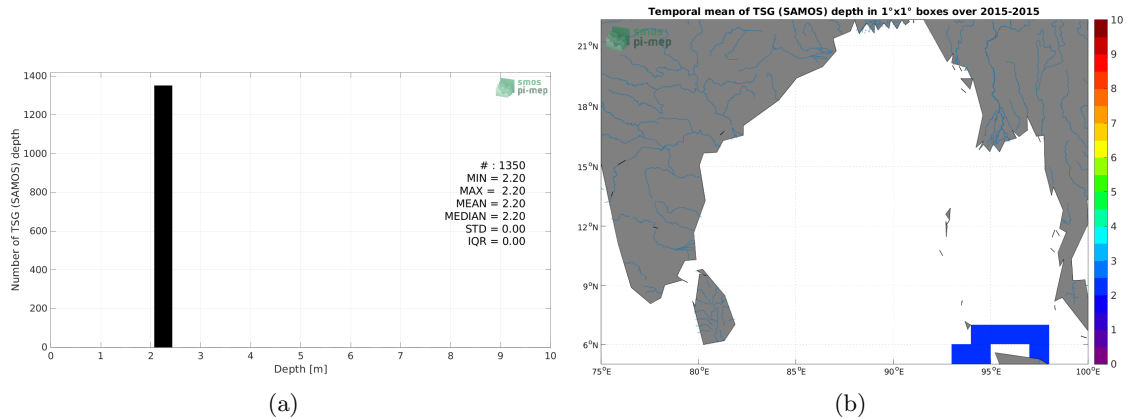 1400
1200
1000
800
600
400
200
0
Number of TSG (SAMOS) depth
smos
pi-mep
# : 1350
MIN = 2.20
MAX = 2.20
MEAN = 2.20
MEDIAN = 2.20
STD = 0.00
IQR = 0.00
0 1 2 3 4 5 6 7 8 9 10
Depth [m]
(a)
Temporal mean of TSG (SAMOS) depth in 1°x1° boxes over 2015-2015
smos
pi-mep
21°N
18°N
15°N
12°N
9°N
6°N
75°E 80°E 85°E 90°E 95°E 100°E
10
9
8
7
6
5
4
3
2
1
0
(b)